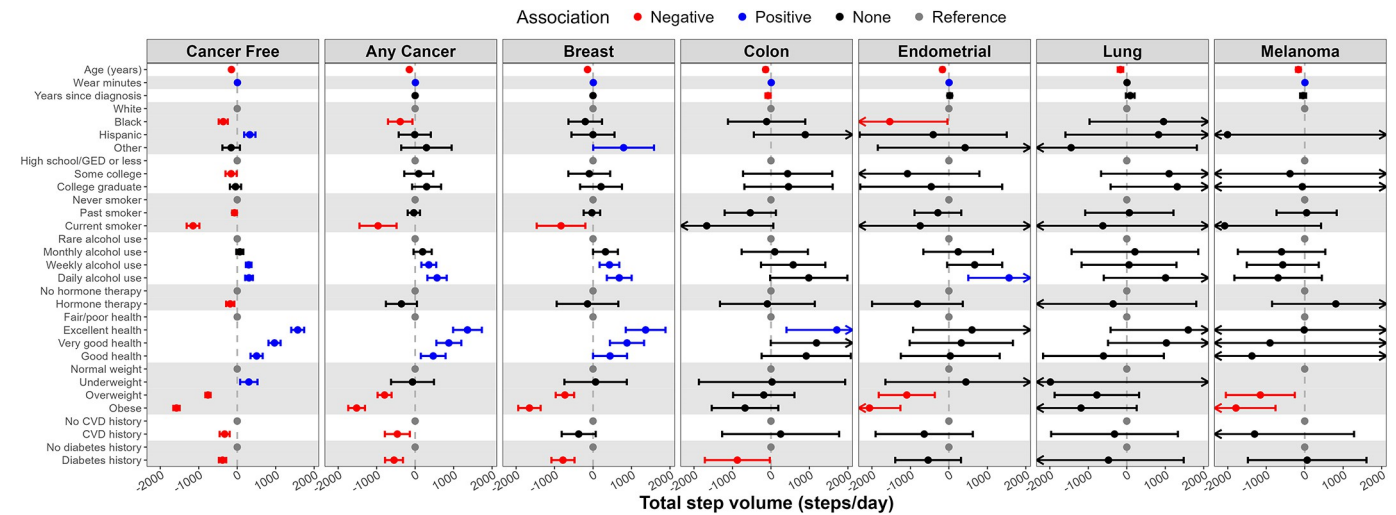 Association Negative Positive None Reference
Cancer Free Any Cancer Breast Colon Endometrial Lung Melanoma
Age (years)
Wear minutes
Years since diagnosis
White
Black
Hispanic
Other
High school/GED or less
Some college
College graduate
Never smoker
Past smoker
Current smoker
Rare alcohol use
Monthly alcohol use
Weekly alcohol use
Daily alcohol use
No hormone therapy
Hormone therapy
Fair/poor health
Excellent health
Very good health
Good health
Normal weight
Underweight
Overweight
Obese
No CVD history
CVD history
No diabetes history
Diabetes history
-2000 -1000 0 1000 2000 -2000 -1000 0 1000 2000 -2000 -1000 0 1000 2000 -2000 -1000 0 1000 2000 -2000 -1000 0 1000 2000 -2000 -1000 0 1000 2000 -2000 -1000 0 1000 2000
Total step volume (steps/day)